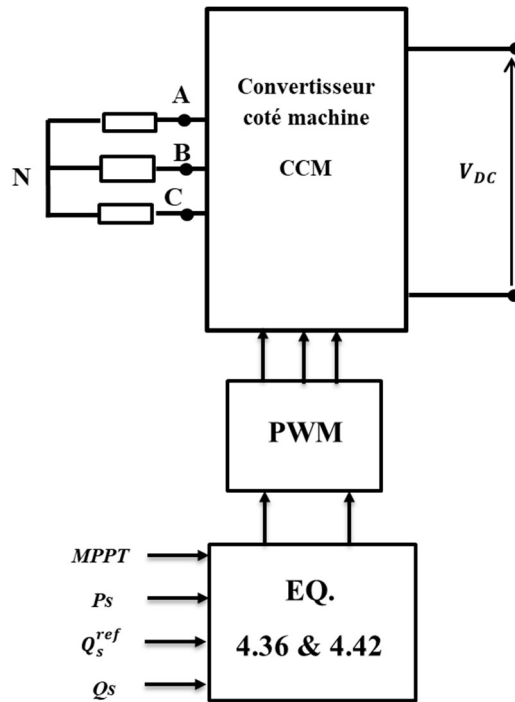 Convertisseur
coté machine
CCM
A
B
C
N
V_DC
PWM
MPPT
Ps
Q_s^ref
Qs
EQ.
4.36 & 4.42